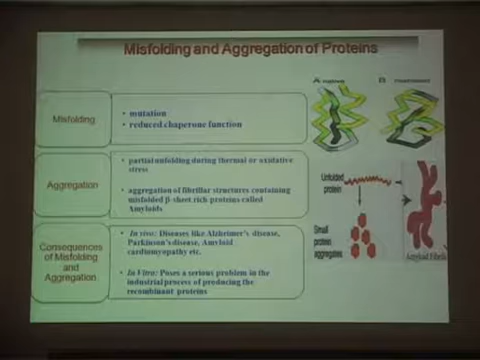 Misfolding and Aggregation of Proteins
Misfolding
• mutation
• reduced chaperone function
Aggregation
• partial unfolding during thermal or oxidative
stress
• aggregation of fibrillar structures containing
misfolded β-sheet rich proteins called
Amyloids
Consequences
of Misfolding
and
Aggregation
In vivo: Diseases like Alzheimer's disease,
Parkinson's disease, Amyloid
cardiomyopathy etc.
In Vitro: Poses a serious problem in the
industrial process of producing the
recombinant proteins
A
B
Unfolded
protein
Small
protein
aggregates
Amyloid Fibrils